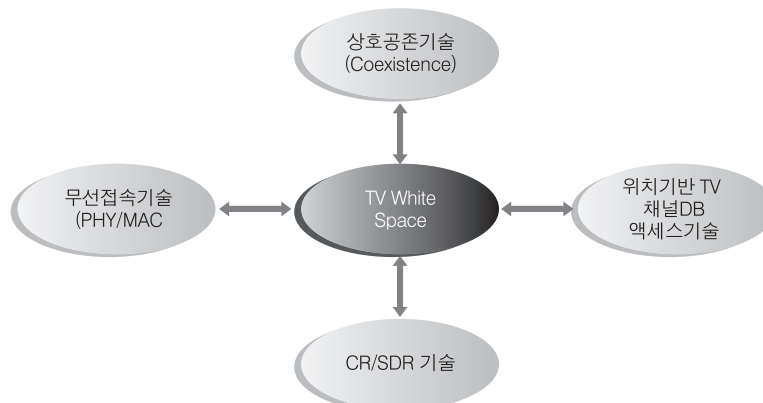 상호공존기술
(Coexistence)
무선접속기술
(PHY/MAC
TV White
Space
위치기반 TV
채널DB
액세스기술
CR/SDR 기술